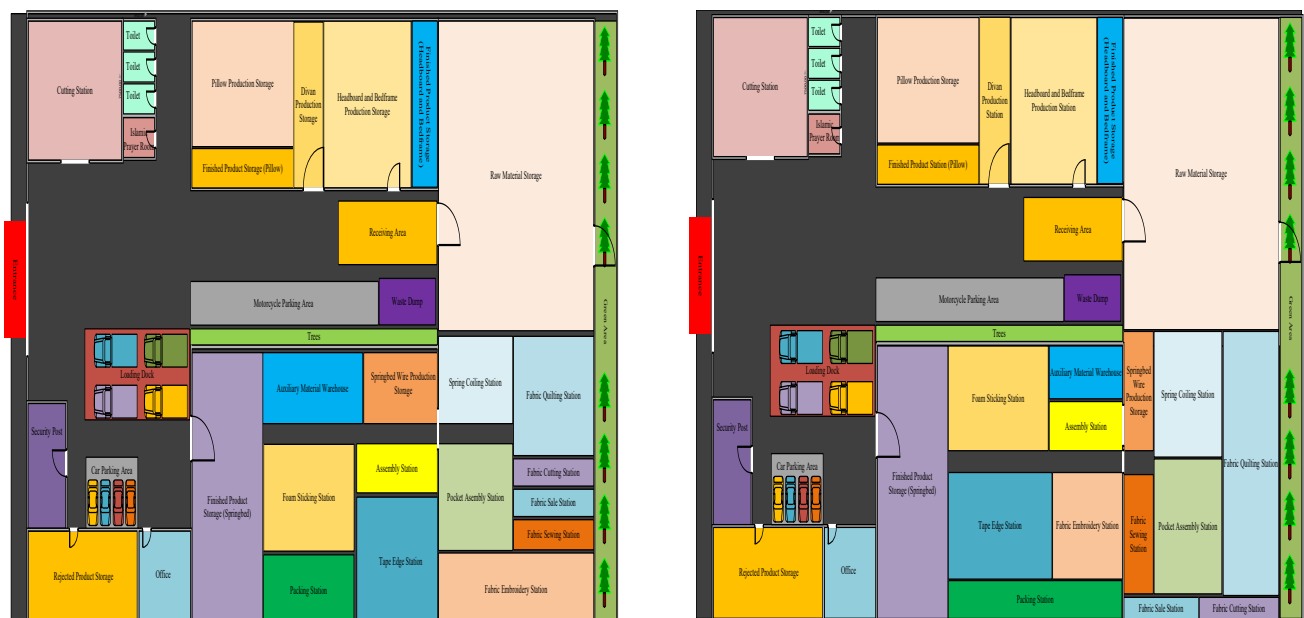 Cutting Station
Toilet
Toilet
Toilet
Islamic
Prayer Room
Pillow Production Storage
Finished Product Storage (Pillow)
Divan
Production
Storage
Headboard and Bedframe
Production Storage
Finished Product Storage
(Headboard and Bedframe)
Raw Material Storage
Receiving Area
Entrance
Motorcycle Parking Area
Waste Dump
Trees
Green Area
Loading Dock
Security Post
Car Parking Area
Rejected Product Storage
Office
Finished Product
Storage (Springbed)
Auxiliary Material Warehouse
Springbed Wire Production
Storage
Spring Coiling Station
Fabric Quilting Station
Foam Sticking Station
Assembly Station
Pocket Asembly Station
Fabric Cutting Station
Fabric Sale Station
Fabric Sewing Station
Tape Edge Station
Packing Station
Fabric Embroidery Station
Cutting Station
Toilet
Toilet
Toilet
Islamic
Prayer Room
Pillow Production Storage
Finished Product Station (Pillow)
Divan
Production
Station
Headboard and Bedframe
Production Station
Finished Product Storage
(Headboard and Bedframe)
Raw Material Storage
Receiving Area
Entrance
Motorcycle Parking Area
Waste Dump
Trees
Green Area
Loading Dock
Security Post
Car Parking Area
Rejected Product Storage
Office
Finished Product
Storage (Springbed)
Foam Sticking Station
Auxiliary Material Warehouse
Assembly Station
Springbed
Wire
Production
Storage
Spring Coiling Station
Fabric Quilting Station
Tape Edge Station
Fabric Embroidery Station
Fabric
Sewing
Station
Pocket Assembly Station
Packing Station
Fabric Sale Station
Fabric Cutting Station